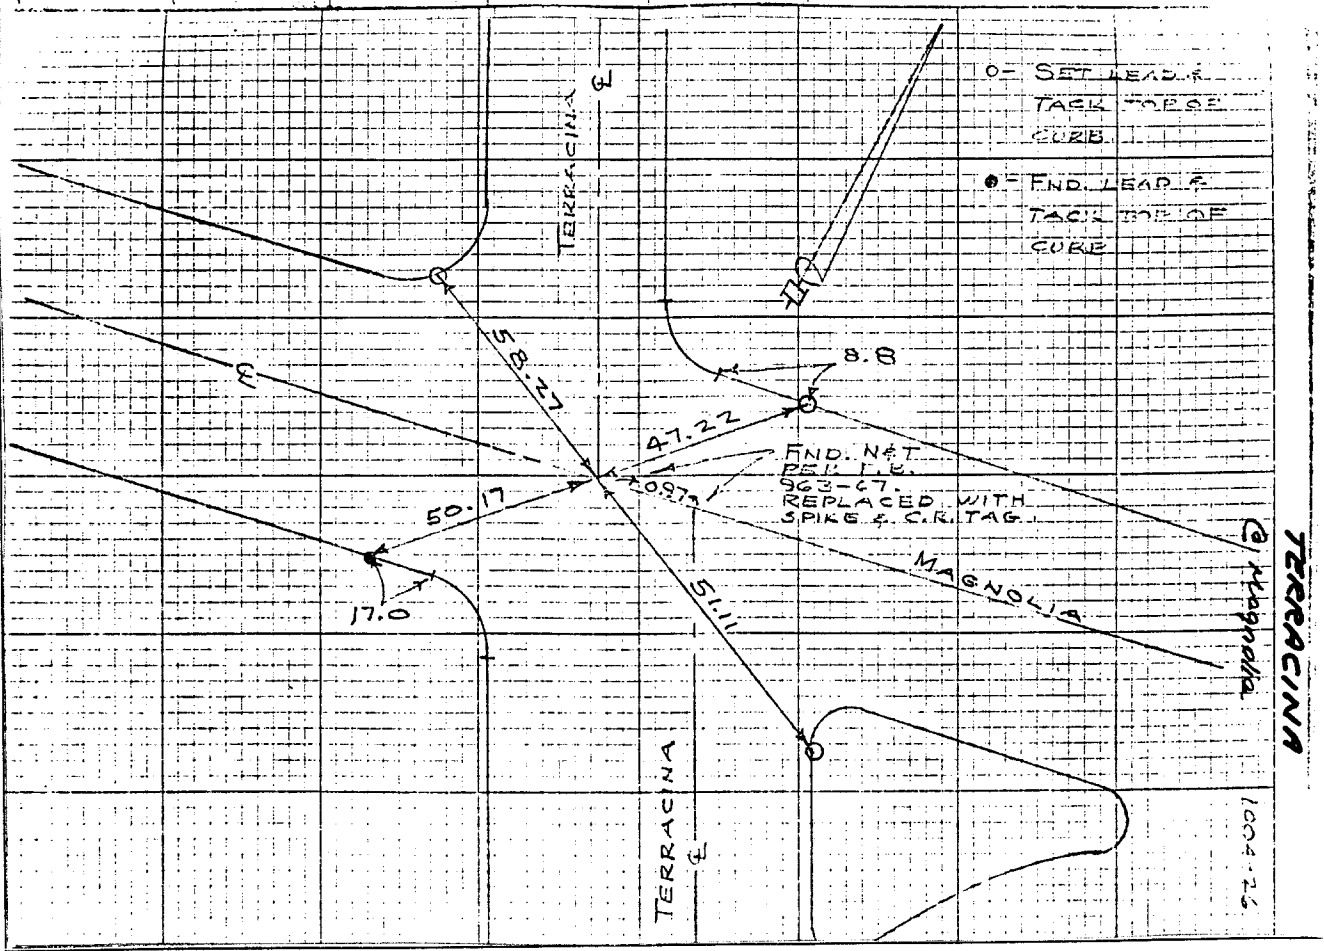 TERRACINA
℄
O- SET LEAD &
TACK TOP OF
CURB
●- FND. LEAD &
TACK TOP OF
CURB
8.8
58.27
47.22
℄
FND. N&T
PER T.B.
963-67.
REPLACED WITH
SPIKE & C.R. TAG.
0.97
50.17
17.0
51.11
MAGNOLIA
TERRACINA
℄
TERRACINA
@ Magnolia